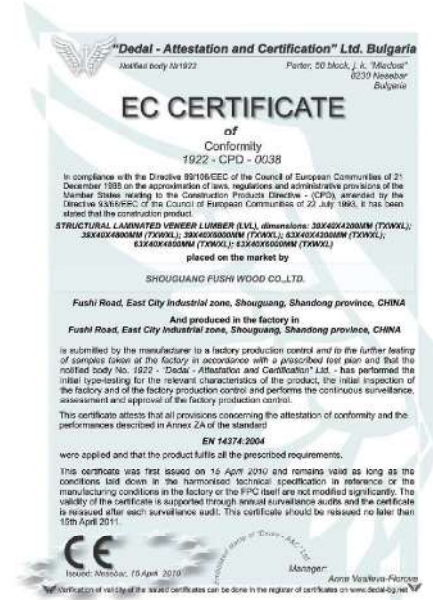 "Dedal - Attestation and Certification" Ltd. Bulgaria
Notified body №1922
Parter, 50 block, j. k. "Mladost"
8230 Nesebar
Bulgaria
EC CERTIFICATE
of
Conformity
1922 - CPD - 0038
In compliance with the Directive 89/106/EEC of the Council of European Communities of 21
December 1988 on the approximation of laws, regulations and administrative provisions of the
Member States relating to the Construction Products Directive - (CPD), amended by the
Directive 93/68/EEC of the Council of European Communities of 22 July 1993, it has been
stated that the construction product
STRUCTURAL LAMINATED VENEER LUMBER (LVL), dimensions: 39X40X4200MM (TXWXL);
39X40X4800MM (TXWXL); 39X40X6000MM (TXWXL); 63X40X4200MM (TXWXL);
63X40X4800MM (TXWXL); 63X40X6000MM (TXWXL)
placed on the market by
SHOUGUANG FUSHI WOOD CO.,LTD.
Fushi Road, East City Industrial zone, Shouguang, Shandong province, CHINA
And produced in the factory in
Fushi Road, East City Industrial zone, Shouguang, Shandong province, CHINA
is submitted by the manufacturer to a factory production control and to the further testing
of samples taken at the factory in accordance with a prescribed test plan and that the
notified body No. 1922 - "Dedal - Attestation and Certification" Ltd. - has performed the
initial type-testing for the relevant characteristics of the product, the initial inspection of
the factory and of the factory production control and performs the continuous surveillance,
assessment and approval of the factory production control.
This certificate attests that all provisions concerning the attestation of conformity and the
performances described in Annex ZA of the standard
EN 14374:2004
were applied and that the product fulfils all the prescribed requirements.
This certificate was first issued on 15 April 2010 and remains valid as long as the
conditions laid down in the harmonised technical specification in reference or the
manufacturing conditions in the factory or the FPC itself are not modified significantly. The
validity of the certificate is supported through annual surveillance audits and the certificate
is reissued after each surveillance audit. This certificate should be reissued no later than
15th April 2011.
CE
Issued: Nesebar, 15 April 2010
Manager:
Anna Vasileva-Florova
Verification of validity of the issued certificates can be done in the register of certificates on www.dedal-bg.net